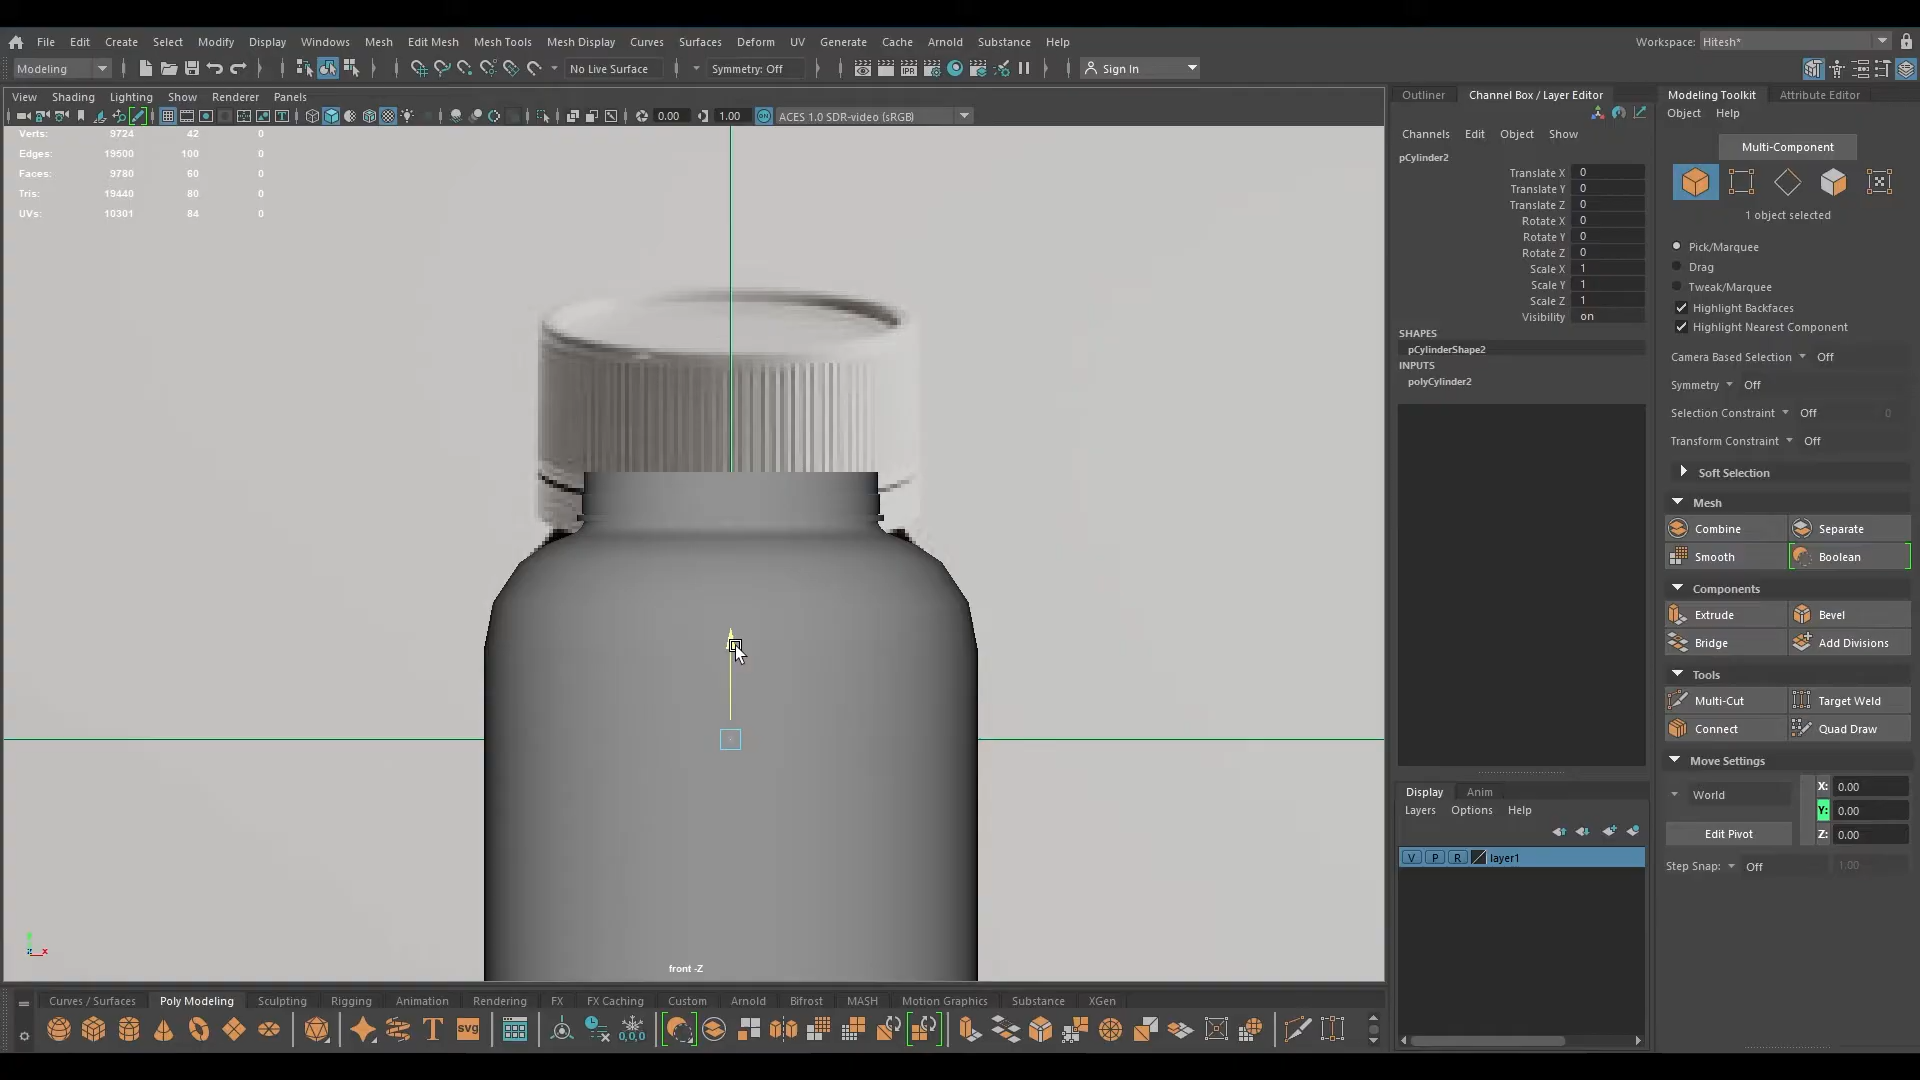 File Edit Create Select Modify Display Windows Mesh Edit Mesh Mesh Tools Mesh Display Curves Surfaces Deform UV Generate Cache Arnold Substance Help
Workspace: Hitesh*
Modeling
No Live Surface
Symmetry: Off
Sign In
View Shading Lighting Show Renderer Panels
0.00
1.00
ON
ACES 1.0 SDR-video (sRGB)
Verts: 9724 42 0
Edges: 19500 100 0
Faces: 9780 60 0
Tris: 19440 80 0
UVs: 10301 84 0
front -Z
Outliner Channel Box / Layer Editor
Channels Edit Object Show
pCylinder2
Translate X 0
Translate Y 0
Translate Z 0
Rotate X 0
Rotate Y 0
Rotate Z 0
Scale X 1
Scale Y 1
Scale Z 1
Visibility on
SHAPES
pCylinderShape2
INPUTS
polyCylinder2
Display Anim
Layers Options Help
V P R layer1
Modeling Toolkit Attribute Editor
Object Help
Multi-Component
1 object selected
Pick/Marquee
Drag
Tweak/Marquee
Highlight Backfaces
Highlight Nearest Component
Camera Based Selection Off
Symmetry Off
Selection Constraint Off 0
Transform Constraint Off
Soft Selection
Mesh
Combine Separate
Smooth Boolean
Components
Extrude Bevel
Bridge Add Divisions
Tools
Multi-Cut Target Weld
Connect Quad Draw
Move Settings
World
X: 0.00
Y: 0.00
Edit Pivot
Z: 0.00
Step Snap: Off 1.00
Curves / Surfaces Poly Modeling Sculpting Rigging Animation Rendering FX FX Caching Custom Arnold Bifrost MASH Motion Graphics Substance XGen
T
SVG
0,0,0